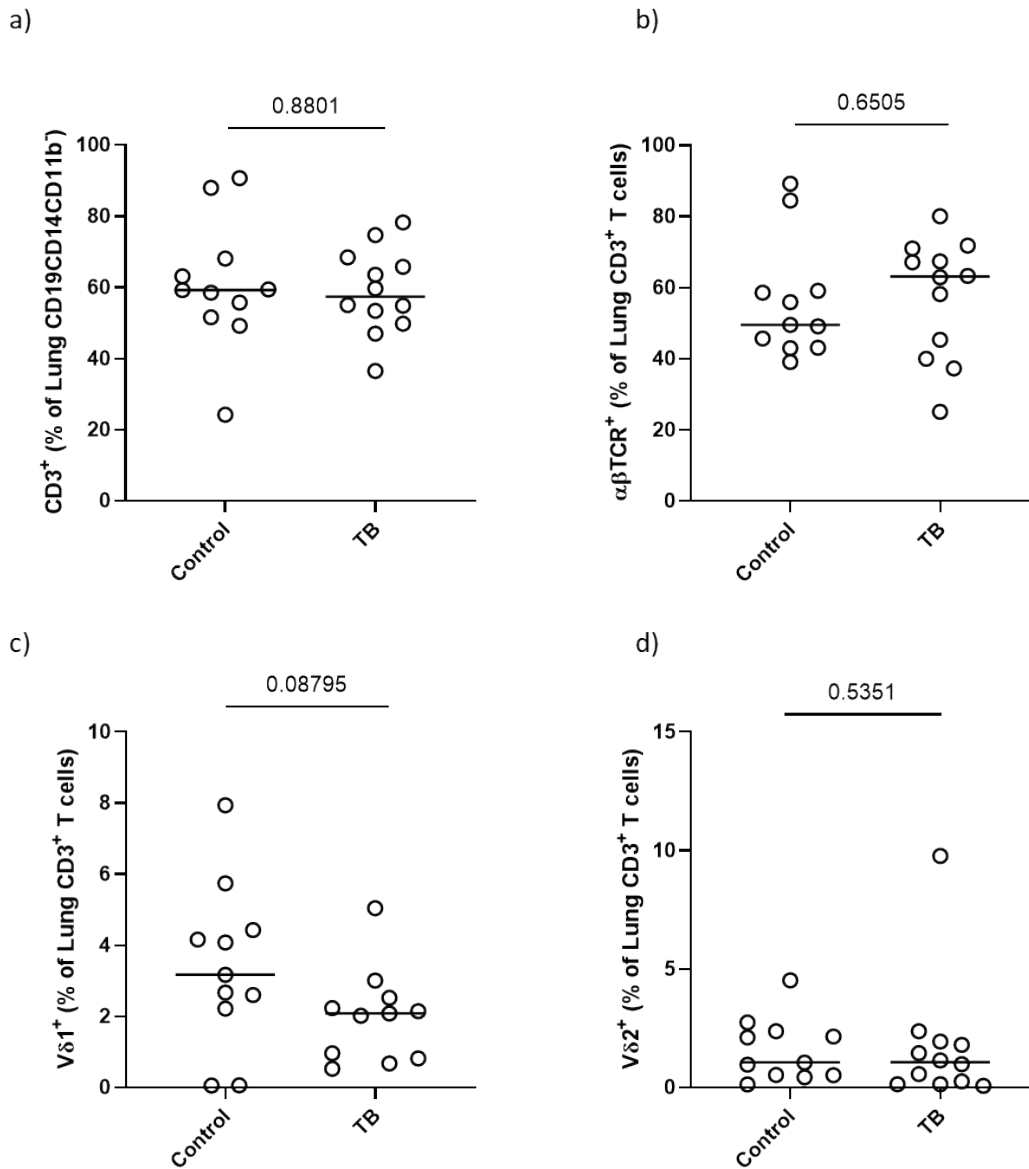 a)
0.8801
CD3⁺ (% of Lung CD19CD14CD11b⁻)
100
80
60
40
20
0
Control
TB
b)
0.6505
αβTCR⁺ (% of Lung CD3⁺ T cells)
100
80
60
40
20
0
Control
TB
c)
0.08795
Vδ1⁺ (% of Lung CD3⁺ T cells)
10
8
6
4
2
0
Control
TB
d)
0.5351
Vδ2⁺ (% of Lung CD3⁺ T cells)
15
10
5
0
Control
TB